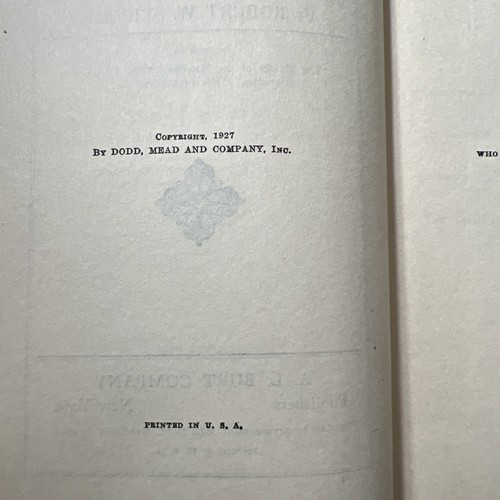 COPYRIGHT, 1927
BY DODD, MEAD AND COMPANY, INC.
PRINTED IN U. S. A.
WHO